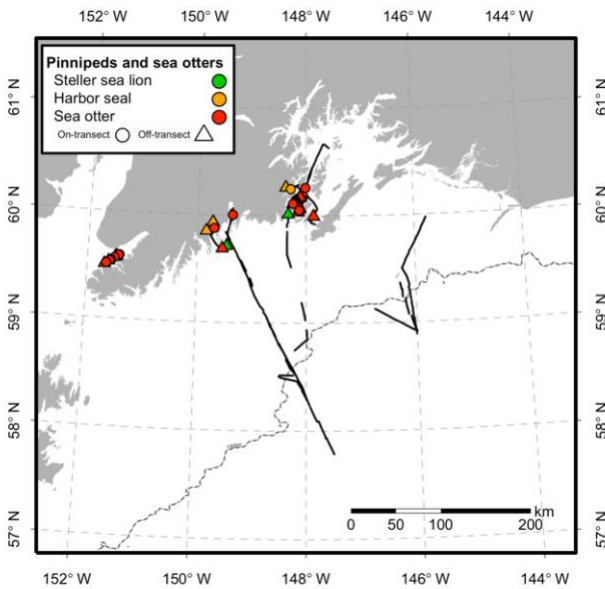 152° W 150° W 148° W 146° W 144° W
Pinnipeds and sea otters
Steller sea lion
Harbor seal
Sea otter
On-transect Off-transect
61° N 61° N
60° N 60° N
59° N 59° N
58° N 58° N
57° N 57° N
km
0 50 100 200
152° W 150° W 148° W 146° W 144° W